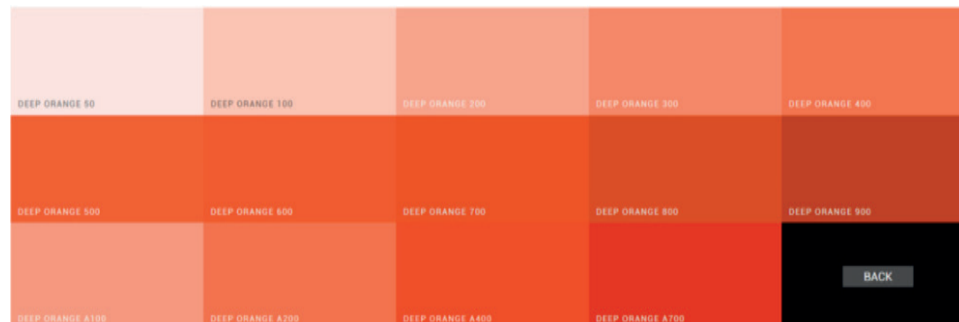 DEEP ORANGE 50
DEEP ORANGE 100
DEEP ORANGE 200
DEEP ORANGE 300
DEEP ORANGE 400
DEEP ORANGE 500
DEEP ORANGE 600
DEEP ORANGE 700
DEEP ORANGE 800
DEEP ORANGE 900
DEEP ORANGE A100
DEEP ORANGE A200
DEEP ORANGE A400
DEEP ORANGE A700
BACK